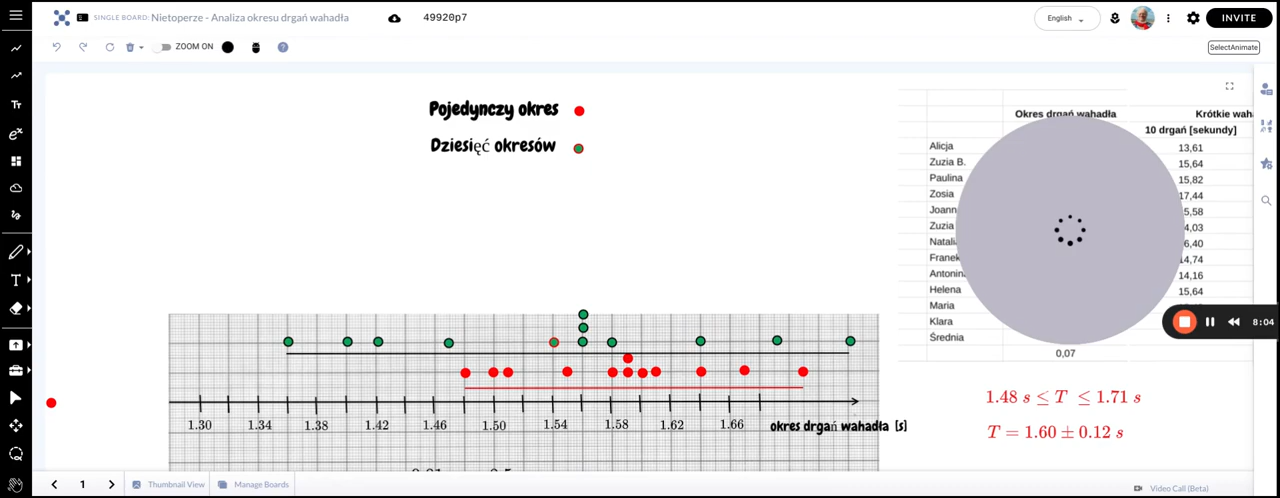 SINGLE BOARD: Nietoperze - Analiza okresu drgań wahadła
49920p7
English
INVITE
ZOOM ON
SelectAnimate
Pojedynczy okres
Dziesięć okresów
Okres drgań wahadła
Krótkie wah
10 drgań [sekundy]
Alicja 13,61
Zuzia B. 15,64
Paulina 15,82
Zosia 17,44
Joann 5,58
Zuzia 4,03
Natali 6,40
Franek 14,74
Antonin 14,16
Helena 15,64
Maria
Klara
Średnia
0,07
8:04
1.48 s ≤ T ≤ 1.71 s
T = 1.60 ± 0.12 s
1.30 1.34 1.38 1.42 1.46 1.50 1.54 1.58 1.62 1.66
okres drgań wahadła [s]
1
Thumbnail View
Manage Boards
Video Call (Beta)